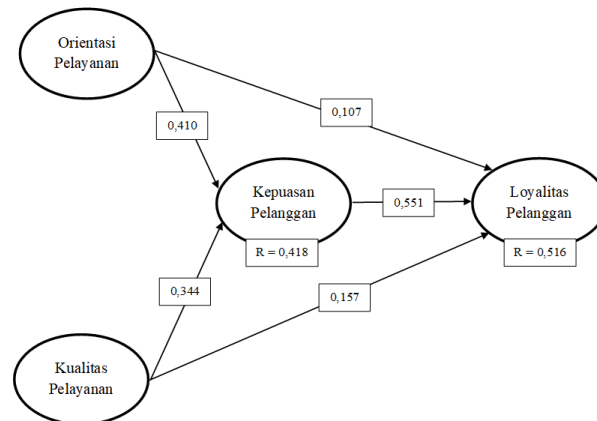 Orientasi
Pelayanan
0,107
0,410
Kepuasan
Pelanggan
0,551
Loyalitas
Pelanggan
R = 0,418
R = 0,516
0,344
0,157
Kualitas
Pelayanan